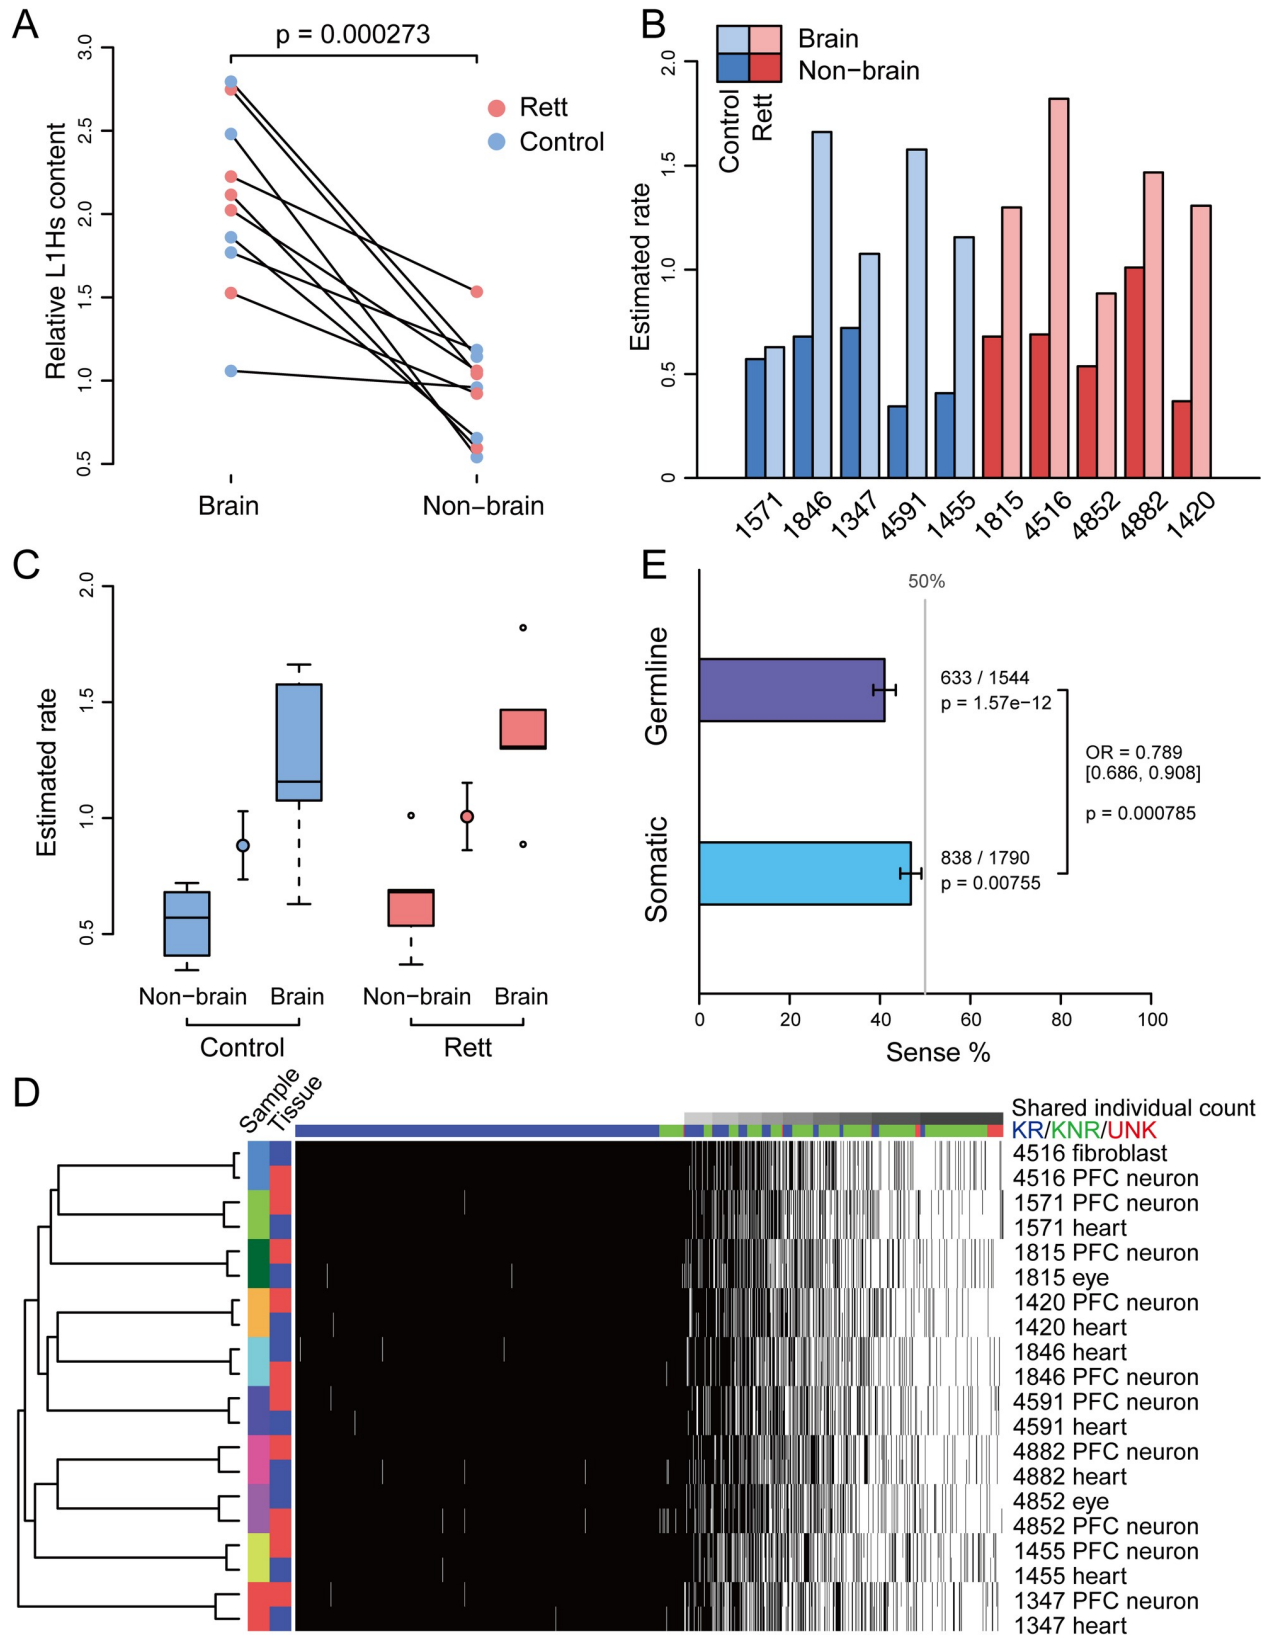 A
p = 0.000273
3.0
2.5
2.0
1.5
1.0
0.5
Relative L1Hs content
Rett
Control
Brain
Non−brain
B
Brain
Non−brain
Control
Rett
2.0
1.5
1.0
0.5
0
Estimated rate
1571
1846
1347
4591
1455
1815
4516
4852
4882
1420
C
2.0
1.5
1.0
0.5
Estimated rate
Non−brain
Brain
Non−brain
Brain
Control
Rett
E
50%
Germline
633 / 1544
p = 1.57e−12
OR = 0.789
[0.686, 0.908]
p = 0.000785
Somatic
838 / 1790
p = 0.00755
0
20
40
60
80
100
Sense %
D
Sample
Tissue
Shared individual count
KR/KNR/UNK
4516 fibroblast
4516 PFC neuron
1571 PFC neuron
1571 heart
1815 PFC neuron
1815 eye
1420 PFC neuron
1420 heart
1846 heart
1846 PFC neuron
4591 PFC neuron
4591 heart
4882 PFC neuron
4882 heart
4852 eye
4852 PFC neuron
1455 PFC neuron
1455 heart
1347 PFC neuron
1347 heart